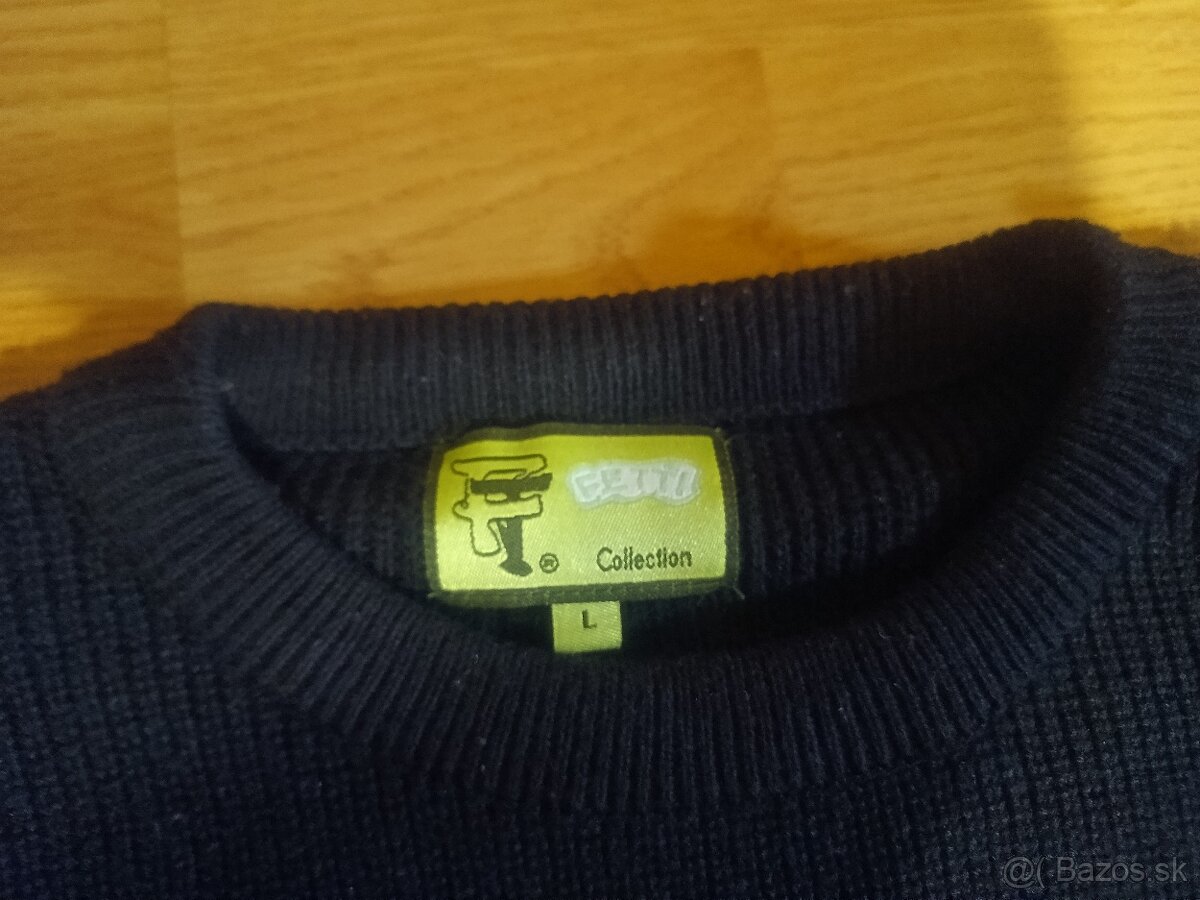 ®
Collection
L
@( Bazos.sk